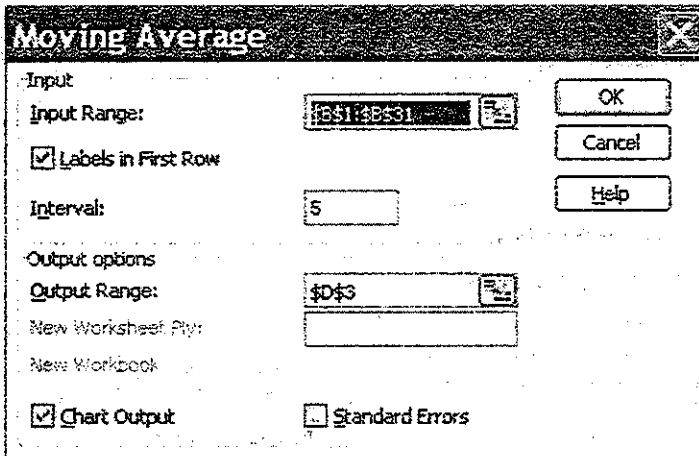 Moving Average
Input
Input Range: $B$1:$B$31
Labels in First Row
Interval: 5
Output options
Output Range: $D$3
New Worksheet Ply:
New Workbook
Chart Output
Standard Errors
OK
Cancel
Help